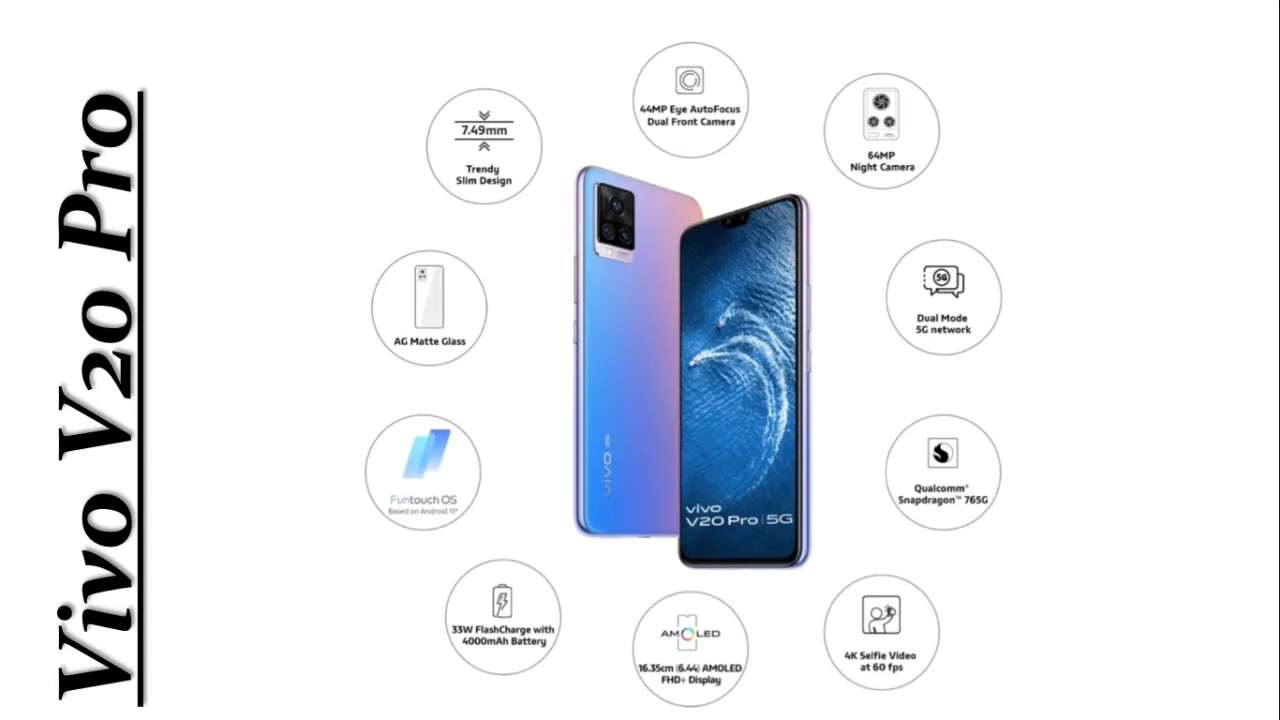 Vivo V20 Pro
44MP Eye AutoFocus
Dual Front Camera
7.49mm
Trendy
Slim Design
64MP
Night Camera
AG Matte Glass
5G
Dual Mode
5G network
Funtouch OS
Based on Android 11*
Qualcomm®
Snapdragon™ 765G
vivo
vivo
V20 Pro | 5G
33W FlashCharge with
4000mAh Battery
AMOLED
16.35cm (6.44) AMOLED
FHD+ Display
4K Selfie Video
at 60 fps